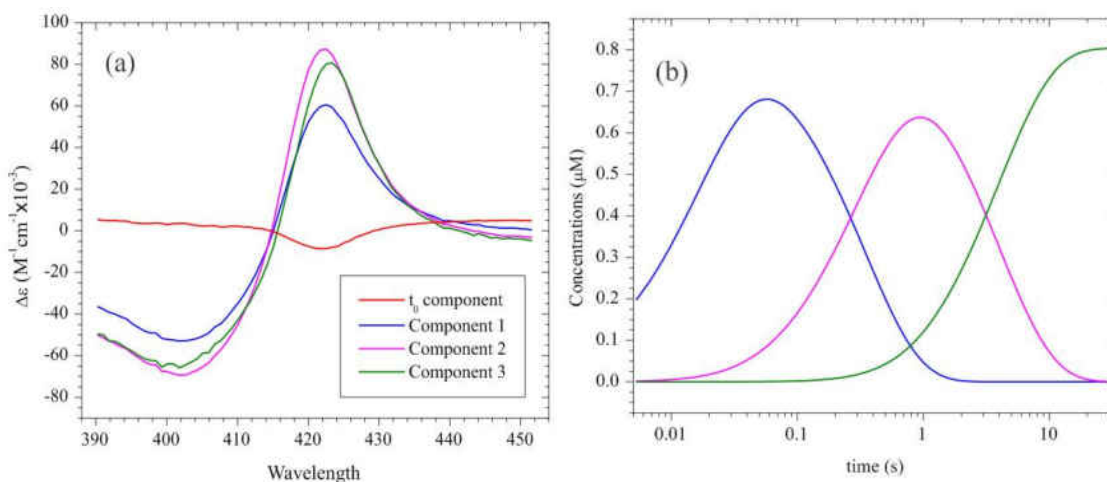 (a)
100
80
60
40
20
0
-20
-40
-60
-80
Δε (M⁻¹cm⁻¹x10⁻³)
390 400 410 420 430 440 450
Wavelength
t₀ component
Component 1
Component 2
Component 3
(b)
0.8
0.7
0.6
0.5
0.4
0.3
0.2
0.1
0.0
Concentrations (μM)
0.01 0.1 1 10
time (s)